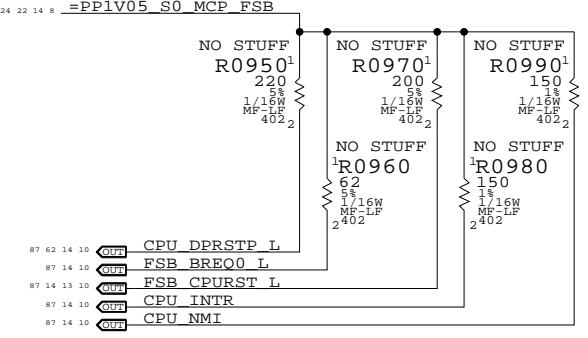 24 22 14 8 =PP1V05_S0_MCP_FSB
NO STUFF
R0950 1
220
5%
1/16W
MF-LF
402 2
NO STUFF
R0970 1
200
5%
1/16W
MF-LF
402 2
NO STUFF
R0990 1
150
1%
1/16W
MF-LF
402 2
NO STUFF
1 R0960
62
5%
1/16W
MF-LF
2 402
NO STUFF
1 R0980
150
1%
1/16W
MF-LF
2 402
87 62 14 10 OUT CPU_DPRSTP_L
87 14 10 OUT FSB_BREQ0_L
87 14 13 10 OUT FSB_CPURST_L
87 14 10 OUT CPU_INTR
87 14 10 OUT CPU_NMI